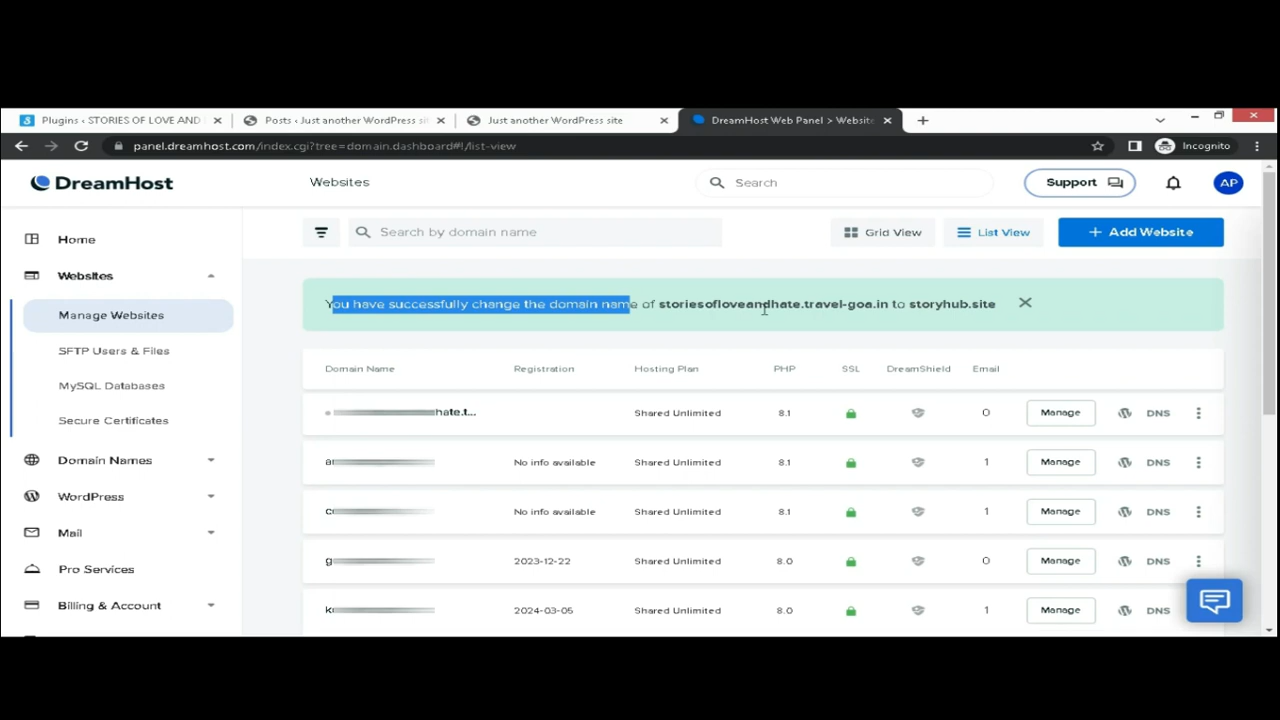 Plugins ‹ STORIES OF LOVE AND
Posts ‹ Just another WordPress si
Just another WordPress site
DreamHost Web Panel > Website
panel.dreamhost.com/index.cgi?tree=domain.dashboard#!/list-view
Incognito
DreamHost
Websites
Search
Support
AP
Home
Websites
Manage Websites
SFTP Users & Files
MySQL Databases
Secure Certificates
Domain Names
WordPress
Mail
Pro Services
Billing & Account
Search by domain name
Grid View
List View
+ Add Website
You have successfully change the domain name of storiesofloveandhate.travel-goa.in to storyhub.site
Domain Name Registration Hosting Plan PHP SSL DreamShield Email
hate.t... Shared Unlimited 8.1 0 Manage DNS
No info available Shared Unlimited 8.1 1 Manage DNS
c No info available Shared Unlimited 8.1 1 Manage DNS
g 2023-12-22 Shared Unlimited 8.0 0 Manage DNS
k 2024-03-05 Shared Unlimited 8.0 1 Manage DNS